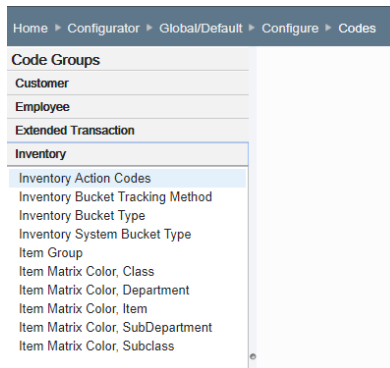 Home ▸ Configurator ▸ Global/Default ▸ Configure ▸ Codes
Code Groups
Customer
Employee
Extended Transaction
Inventory
Inventory Action Codes
Inventory Bucket Tracking Method
Inventory Bucket Type
Inventory System Bucket Type
Item Group
Item Matrix Color, Class
Item Matrix Color, Department
Item Matrix Color, Item
Item Matrix Color, SubDepartment
Item Matrix Color, Subclass